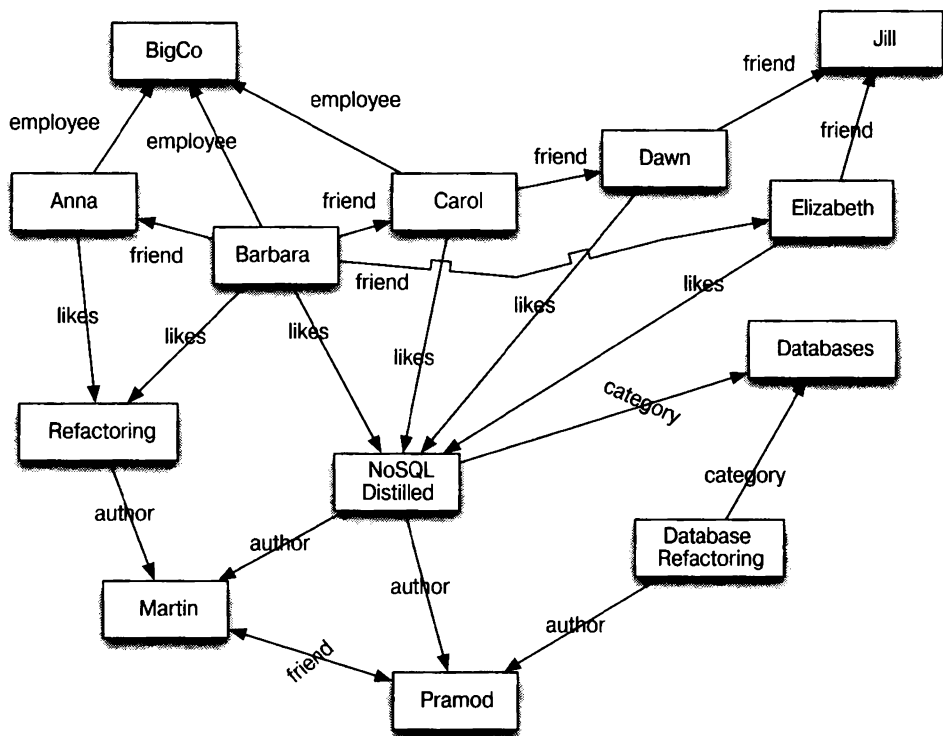 BigCo
Jill
friend
employee
employee
employee
friend
friend
Dawn
Anna
friend
Carol
Elizabeth
friend
Barbara
friend
likes
likes
likes
likes
likes
likes
Databases
category
Refactoring
NoSQL
Distilled
category
author
author
Database
Refactoring
author
Martin
author
friend
Pramod